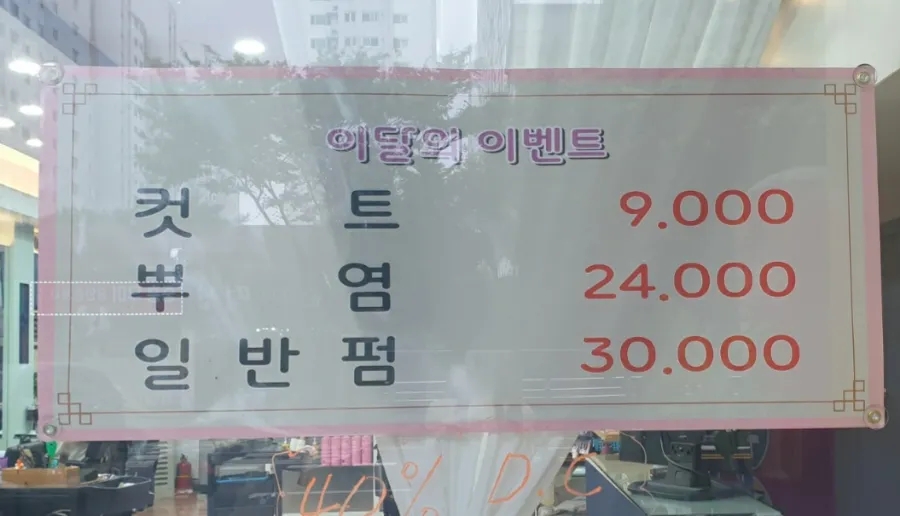 이달의 이벤트
컷 트 9.000
뿌 염 24.000
일 반 펌 30.000
40% D.C